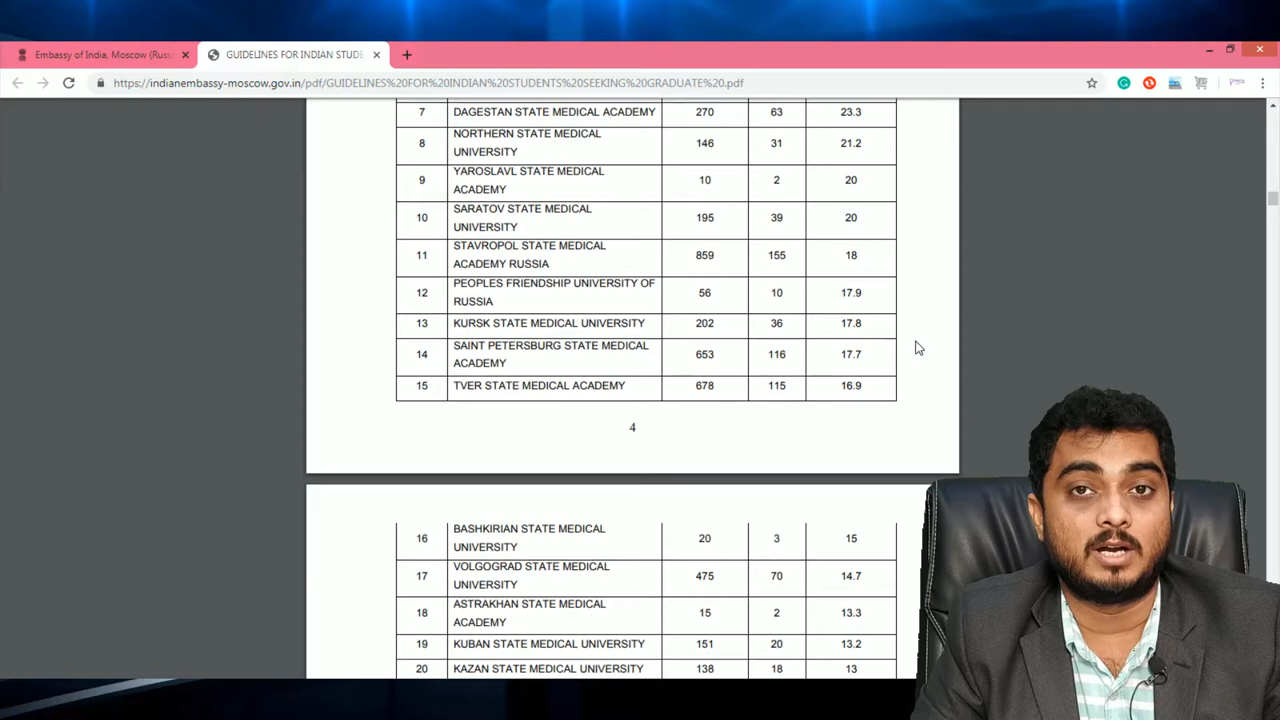 Embassy of India, Moscow (Russ
GUIDELINES FOR INDIAN STUDE
https://indianembassy-moscow.gov.in/pdf/GUIDELINES%20FOR%20INDIAN%20STUDENTS%20SEEKING%20GRADUATE%20.pdf
7 DAGESTAN STATE MEDICAL ACADEMY 270 63 23.3
8 NORTHERN STATE MEDICAL UNIVERSITY 146 31 21.2
9 YAROSLAVL STATE MEDICAL ACADEMY 10 2 20
10 SARATOV STATE MEDICAL UNIVERSITY 195 39 20
11 STAVROPOL STATE MEDICAL ACADEMY RUSSIA 859 155 18
12 PEOPLES FRIENDSHIP UNIVERSITY OF RUSSIA 56 10 17.9
13 KURSK STATE MEDICAL UNIVERSITY 202 36 17.8
14 SAINT PETERSBURG STATE MEDICAL ACADEMY 653 116 17.7
15 TVER STATE MEDICAL ACADEMY 678 115 16.9
4
16 BASHKIRIAN STATE MEDICAL UNIVERSITY 20 3 15
17 VOLGOGRAD STATE MEDICAL UNIVERSITY 475 70 14.7
18 ASTRAKHAN STATE MEDICAL ACADEMY 15 2 13.3
19 KUBAN STATE MEDICAL UNIVERSITY 151 20 13.2
20 KAZAN STATE MEDICAL UNIVERSITY 138 18 13